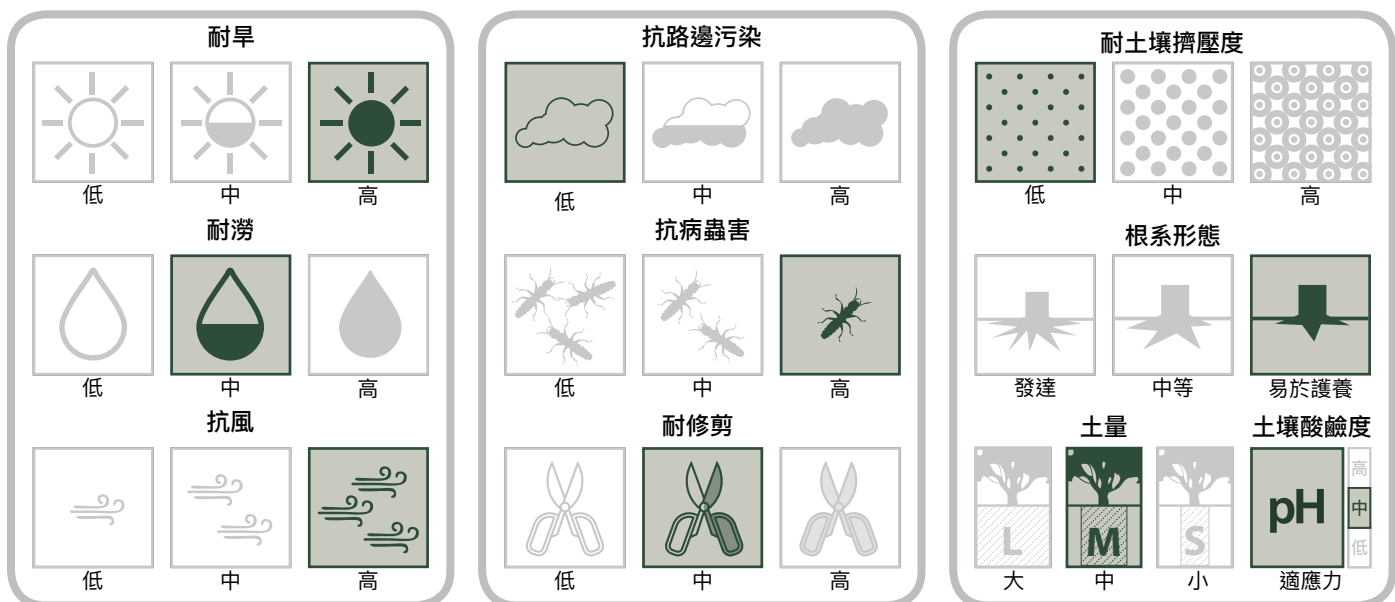 耐旱
低 中 高
耐澇
低 中 高
抗風
低 中 高
抗路邊污染
低 中 高
抗病蟲害
低 中 高
耐修剪
低 中 高
耐土壤擠壓度
低 中 高
根系形態
發達 中等 易於護養
土量
L M S
大 中 小
土壤酸鹼度
pH
高
中
低
適應力